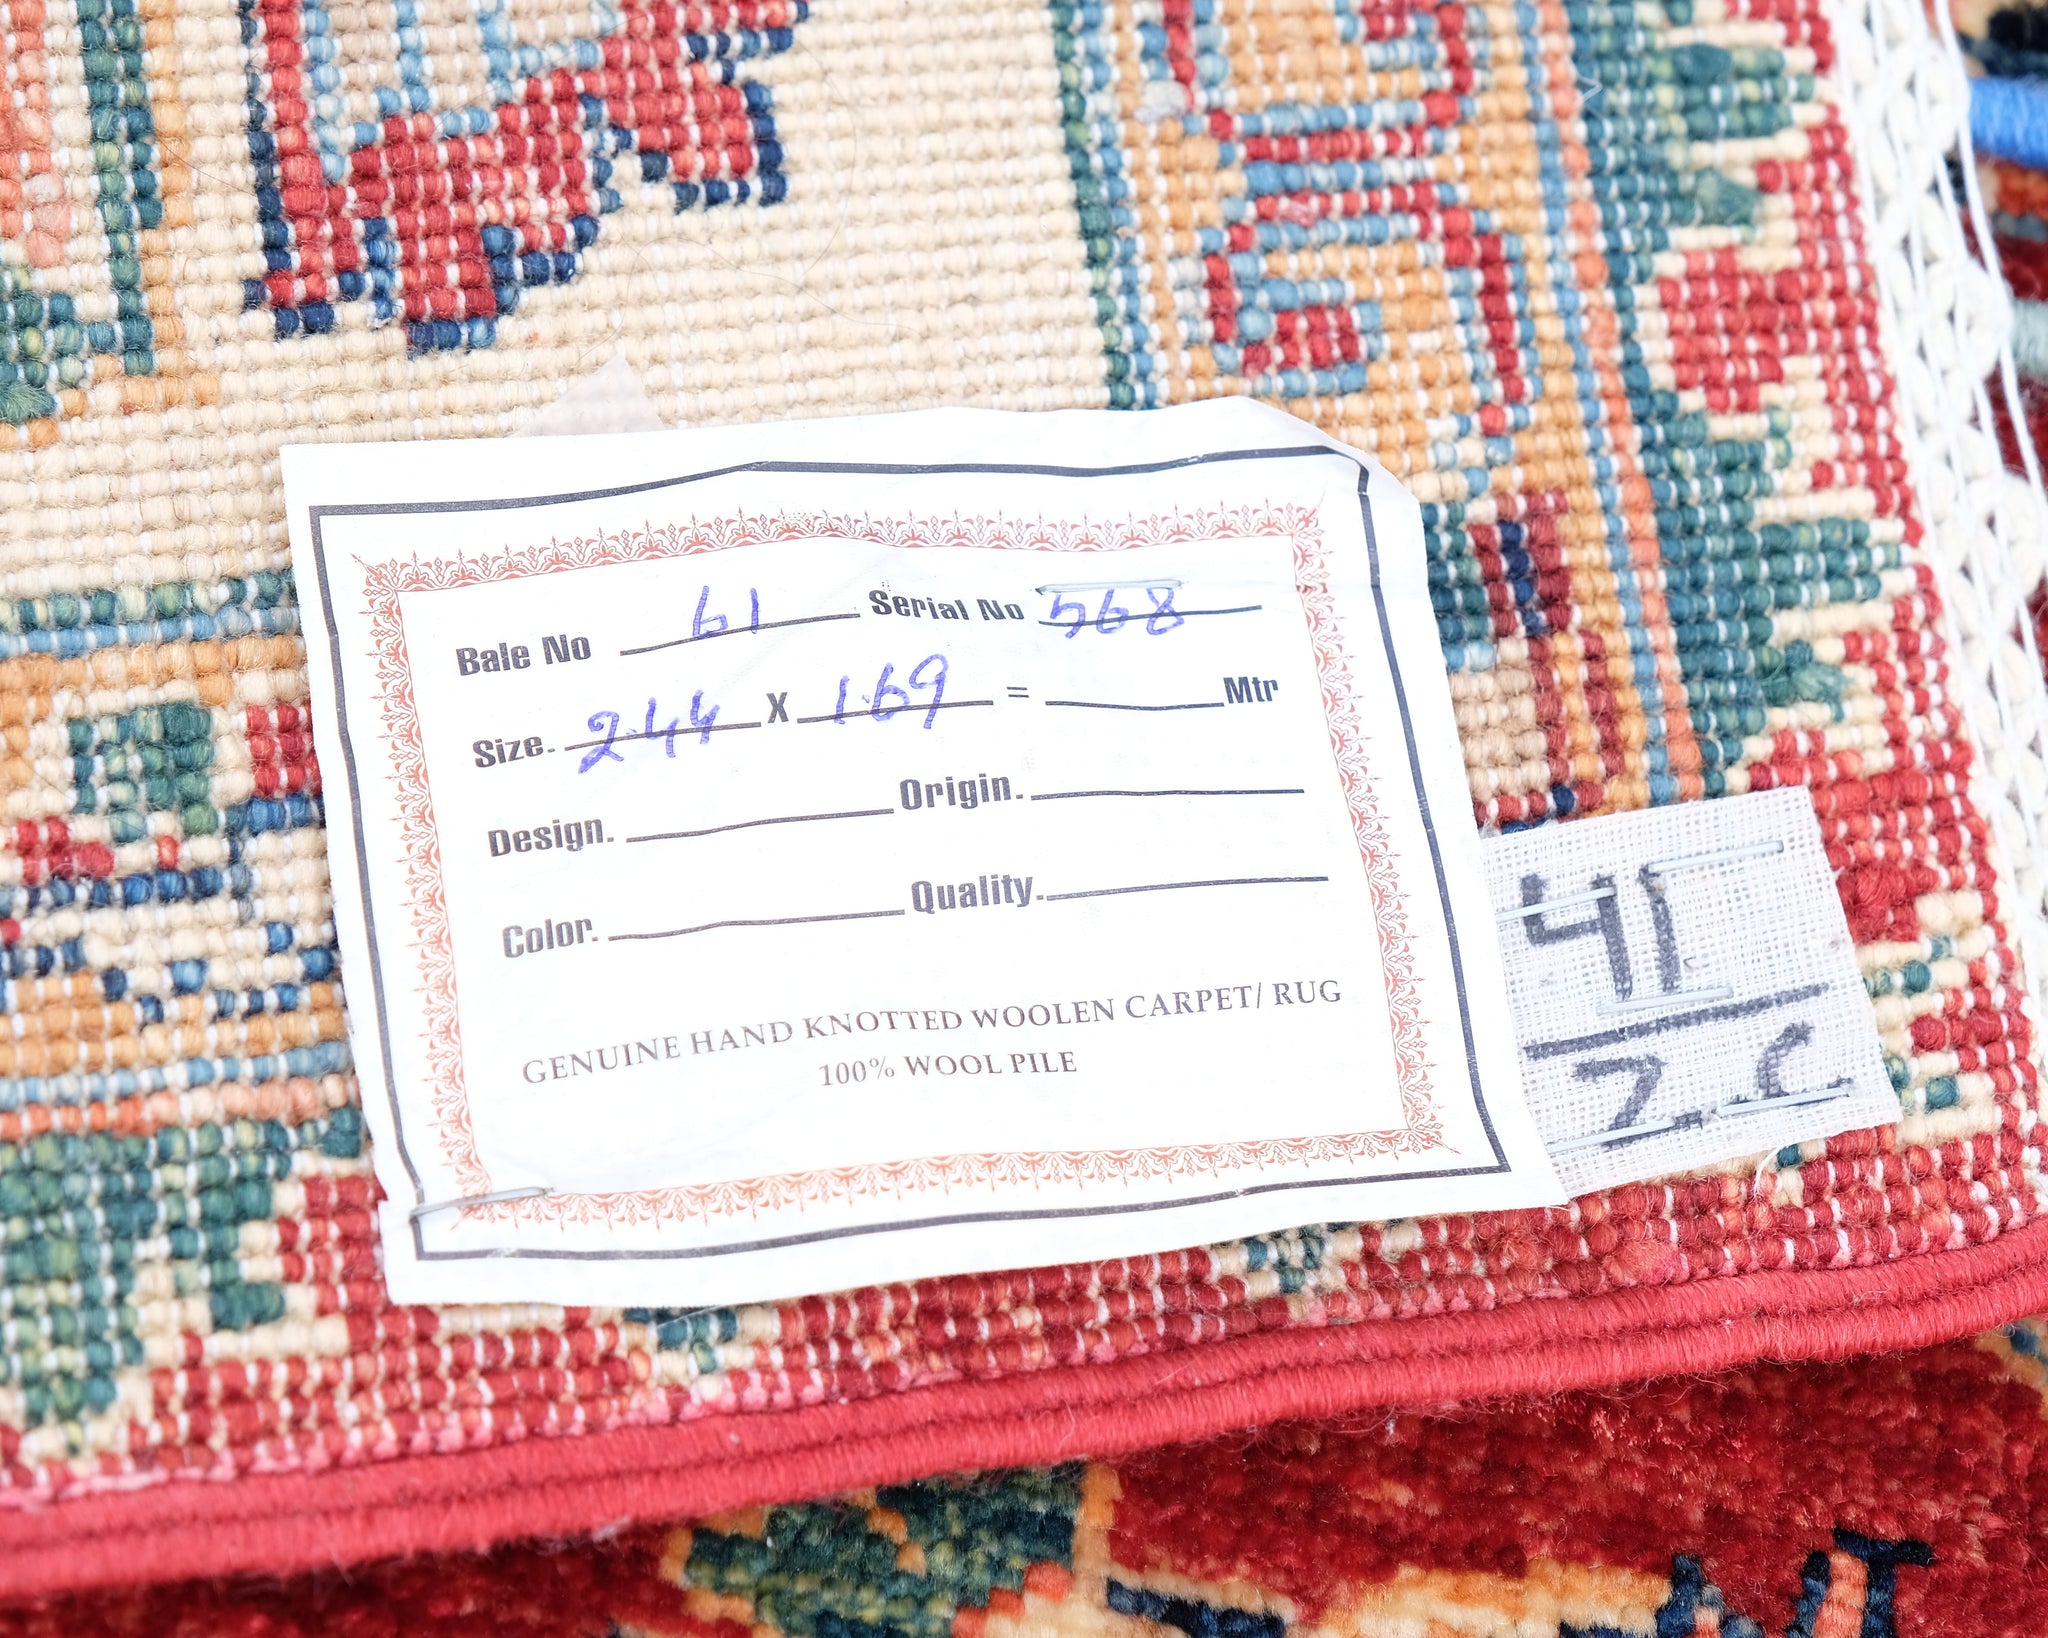 Bale No 61 Serial No 568
Size. 2.44 X 1.69 = Mtr
Design. Origin.
Color. Quality.
GENUINE HAND KNOTTED WOOLEN CARPET/ RUG
100% WOOL PILE
41